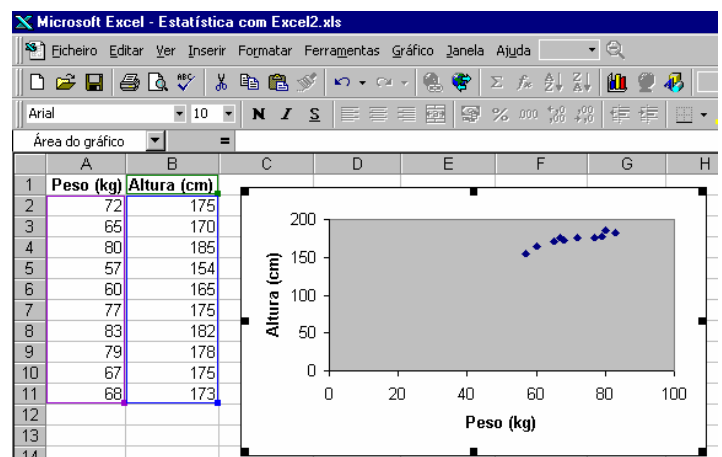 Microsoft Excel - Estatística com Excel2.xls
Ficheiro Editar Ver Inserir Formatar Ferramentas Gráfico Janela Ajuda
Arial 10 N I S % 000
Área do gráfico =
A B C D E F G H
1 Peso (kg) Altura (cm)
2 72 175
3 65 170
4 80 185
5 57 154
6 60 165
7 77 175
8 83 182
9 79 178
10 67 175
11 68 173
12
13
14
200
150
100
50
0
Altura (cm)
0 20 40 60 80 100
Peso (kg)